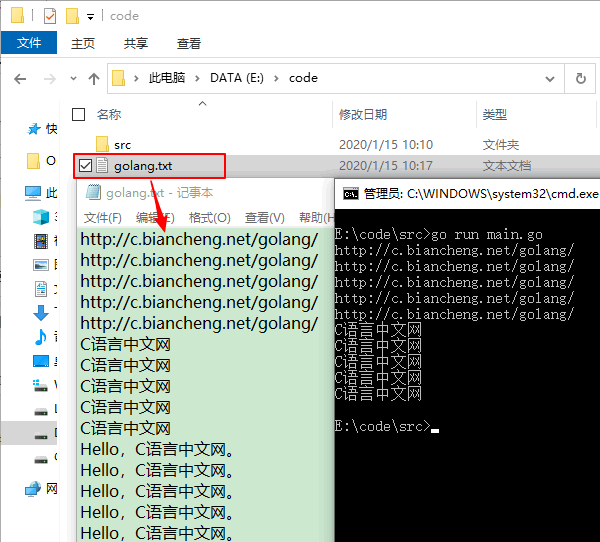 code
文件
主页
共享
查看
此电脑
DATA (E:)
code
名称
修改日期
类型
src
2020/1/15 10:10
文件夹
golang.txt
2020/1/15 10:17
文本文档
快
O
此
3
W
L
D
C
网
golang.txt - 记事本
文件(F)
编辑(E)
格式(O)
查看(V)
帮助(H
http://c.biancheng.net/golang/
http://c.biancheng.net/golang/
http://c.biancheng.net/golang/
http://c.biancheng.net/golang/
http://c.biancheng.net/golang/
C语言中文网
C语言中文网
C语言中文网
C语言中文网
C语言中文网
Hello，C语言中文网。
Hello，C语言中文网。
Hello，C语言中文网。
Hello，C语言中文网。
Hello，C语言中文网。
管理员: C:\WINDOWS\system32\cmd.exe
E:\code\src>go run main.go
http://c.biancheng.net/golang/
http://c.biancheng.net/golang/
http://c.biancheng.net/golang/
http://c.biancheng.net/golang/
http://c.biancheng.net/golang/
C语言中文网
C语言中文网
C语言中文网
C语言中文网
C语言中文网
E:\code\src>